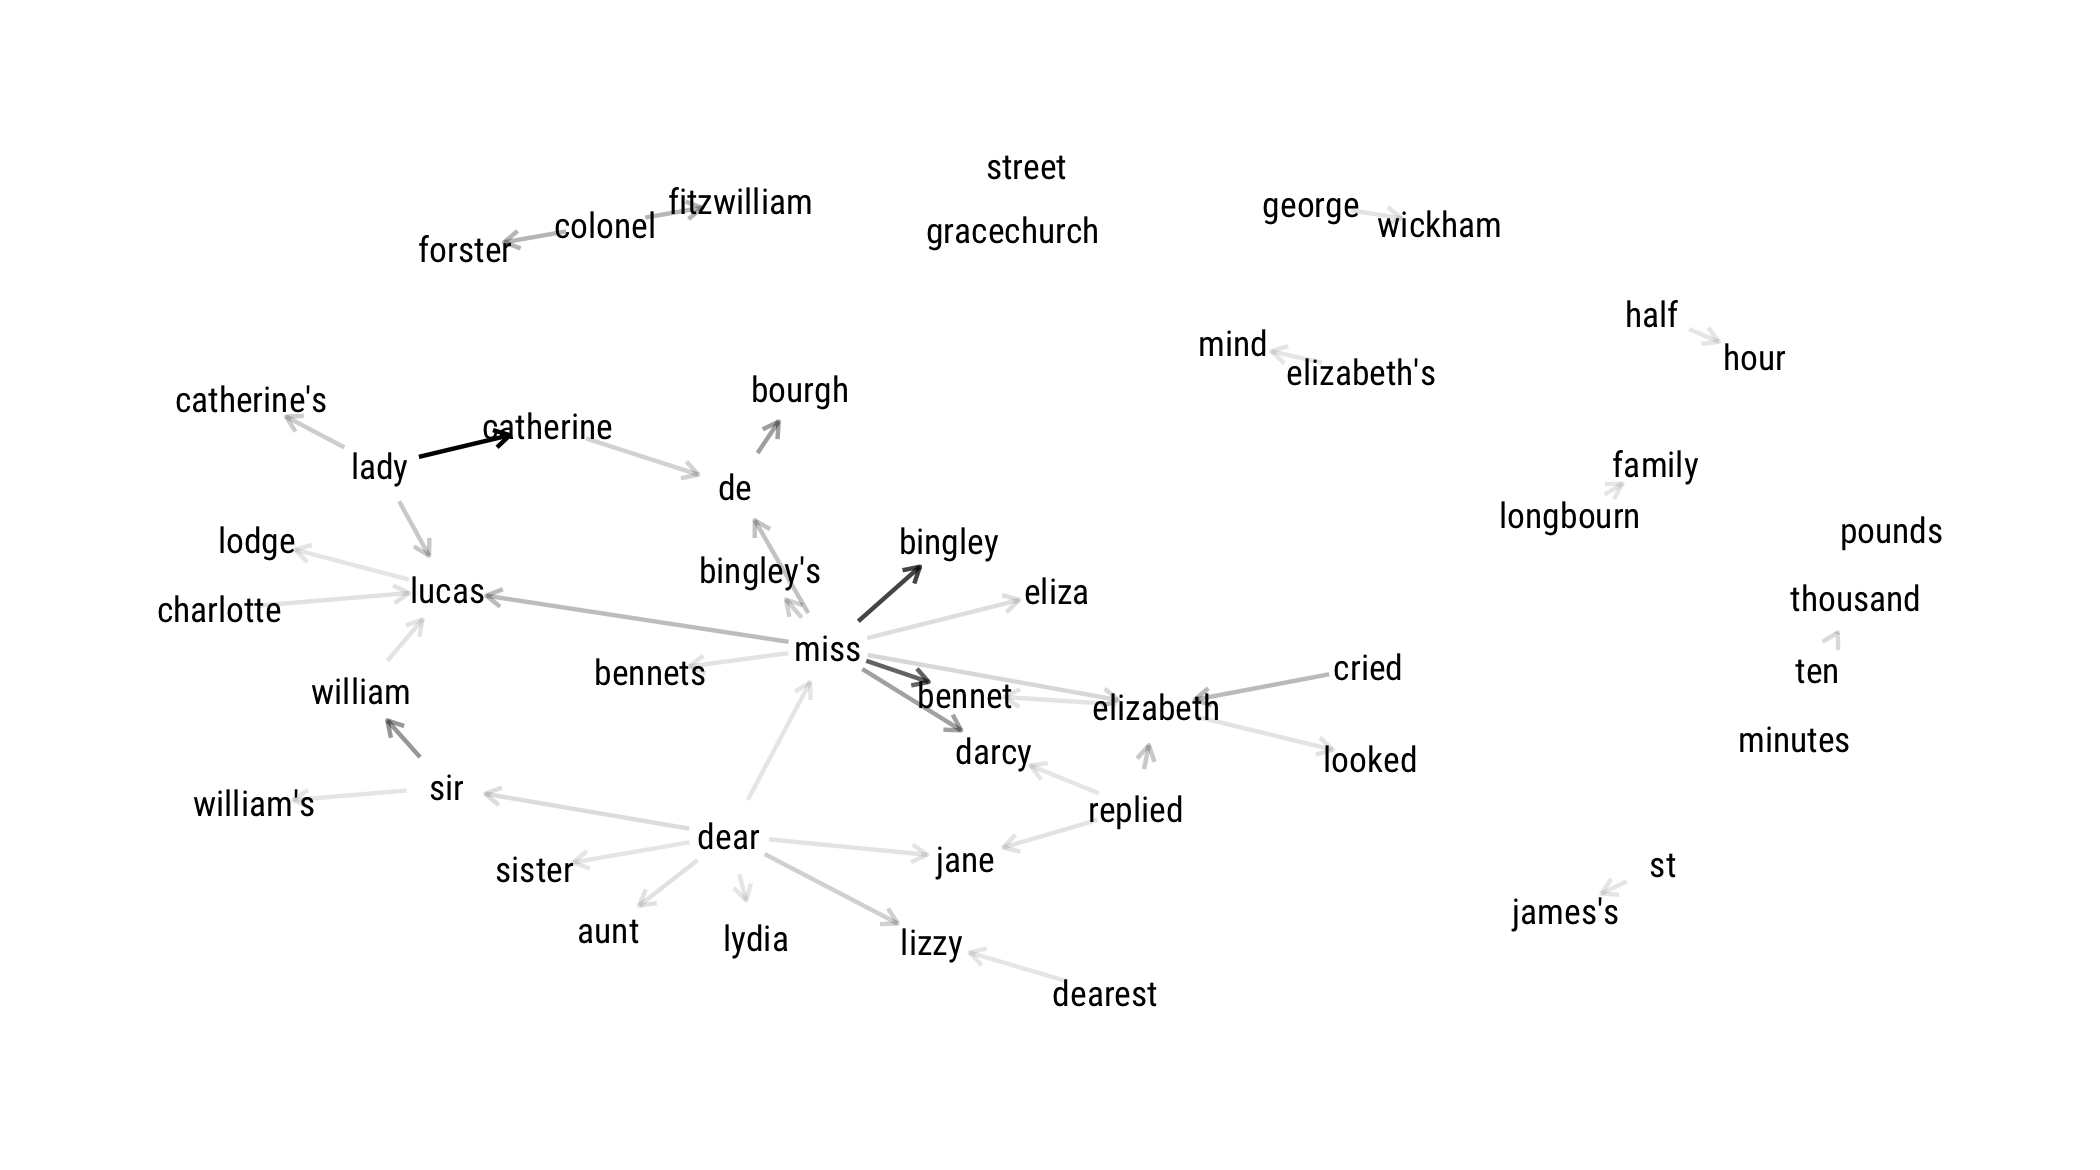 street
fitzwilliam
george
colonel
wickham
gracechurch
forster
half
mind
hour
elizabeth's
bourgh
catherine's
catherine
lady
family
de
longbourn
pounds
lodge
bingley
bingley's
lucas
eliza
thousand
charlotte
miss
cried
bennets
ten
william
bennet
elizabeth
minutes
darcy
looked
sir
william's
replied
dear
jane
st
sister
james's
aunt
lydia
lizzy
dearest